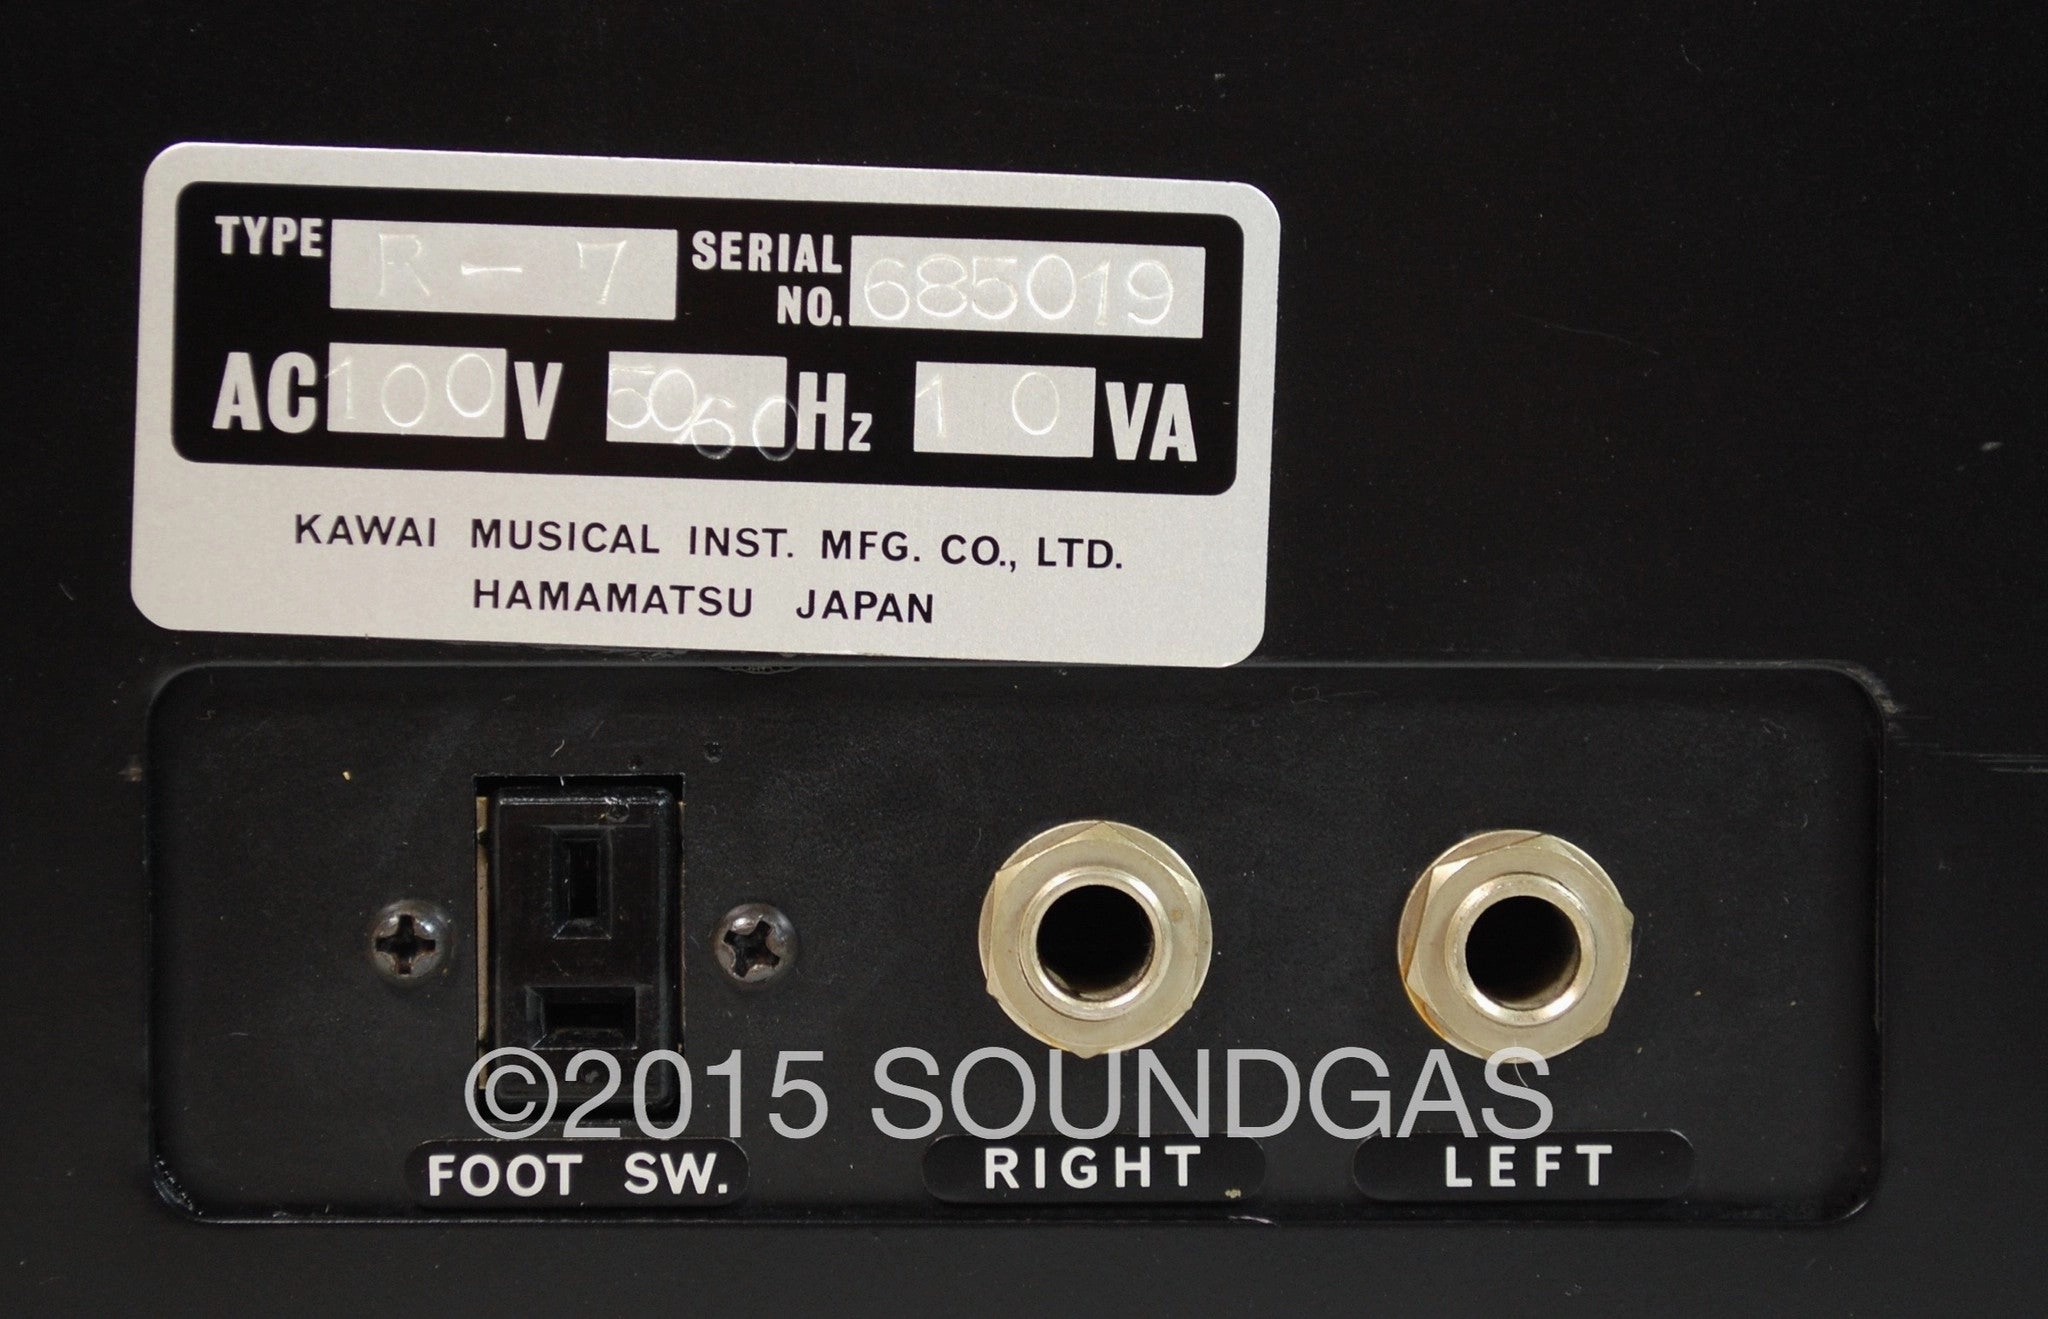 TYPE R-7 SERIAL NO. 685019
AC 100 V 50/60 Hz 10 VA
KAWAI MUSICAL INST. MFG. CO., LTD.
HAMAMATSU JAPAN
©2015 SOUNDGAS
FOOT SW. RIGHT LEFT